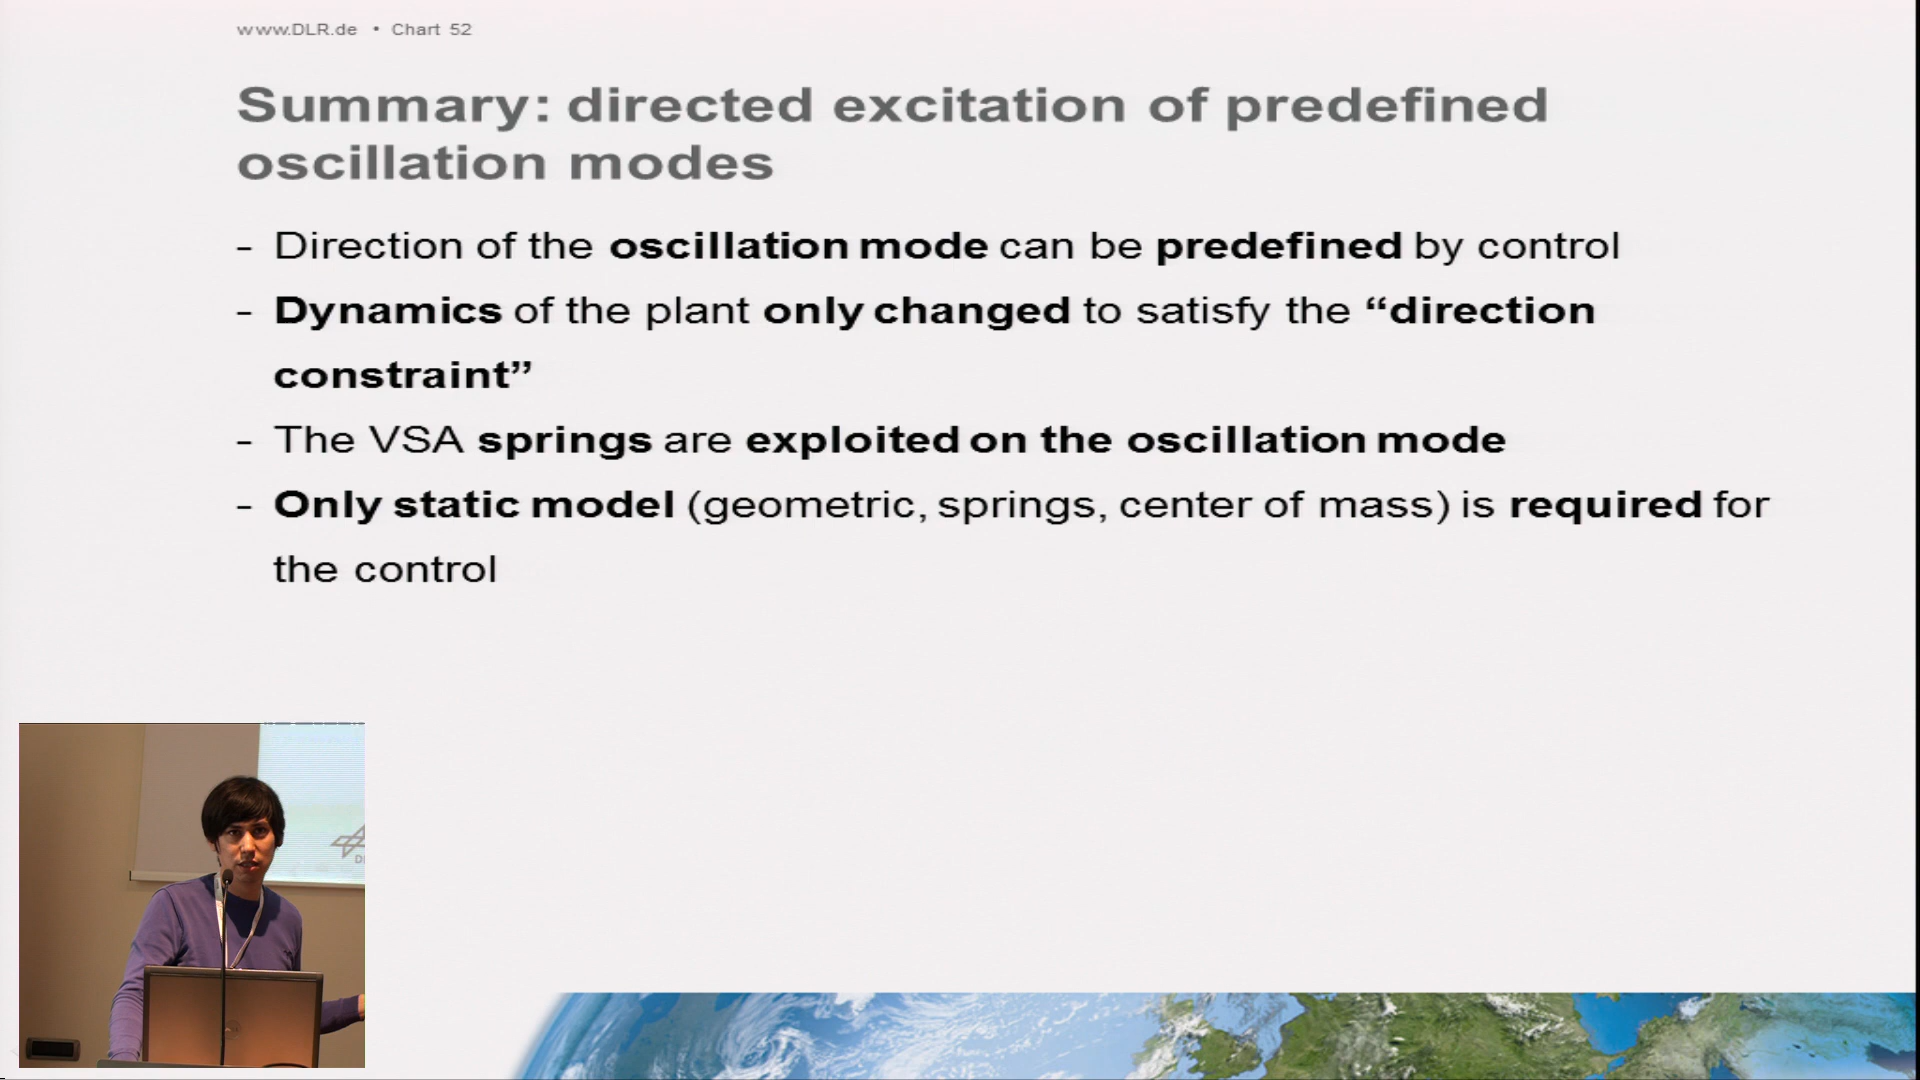 www.DLR.de • Chart 52
Summary: directed excitation of predefined
oscillation modes
- Direction of the oscillation mode can be predefined by control
- Dynamics of the plant only changed to satisfy the “direction
constraint”
- The VSA springs are exploited on the oscillation mode
- Only static model (geometric, springs, center of mass) is required for
the control